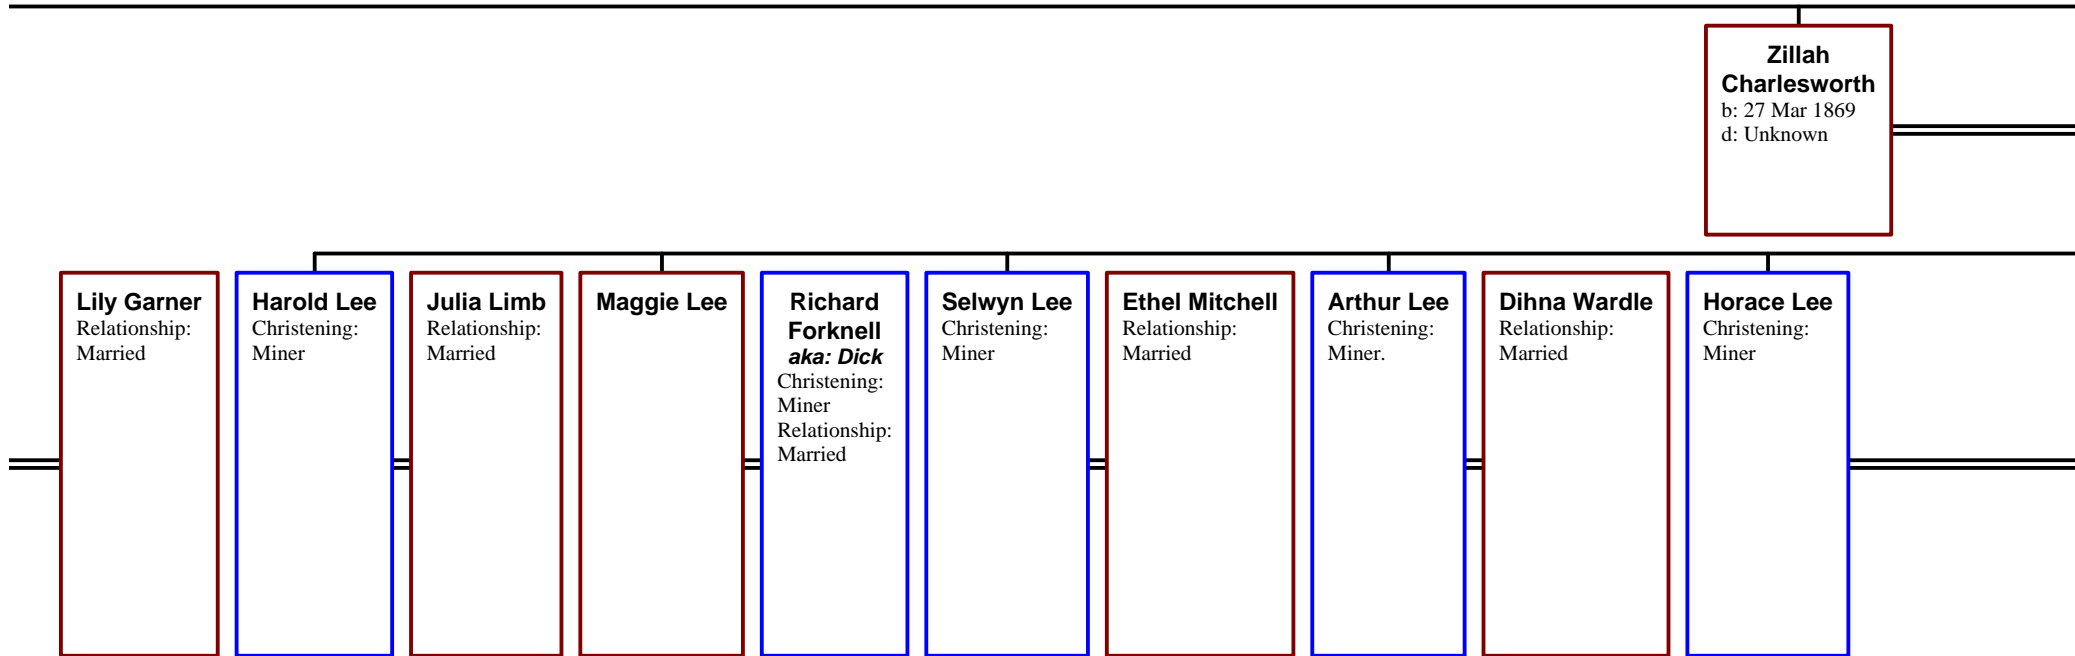 Zillah
Charlesworth
b: 27 Mar 1869
d: Unknown
Lily Garner
Relationship:
Married
Harold Lee
Christening:
Miner
Julia Limb
Relationship:
Married
Maggie Lee
Richard
Forknell
aka: Dick
Christening:
Miner
Relationship:
Married
Selwyn Lee
Christening:
Miner
Ethel Mitchell
Relationship:
Married
Arthur Lee
Christening:
Miner.
Dihna Wardle
Relationship:
Married
Horace Lee
Christening:
Miner